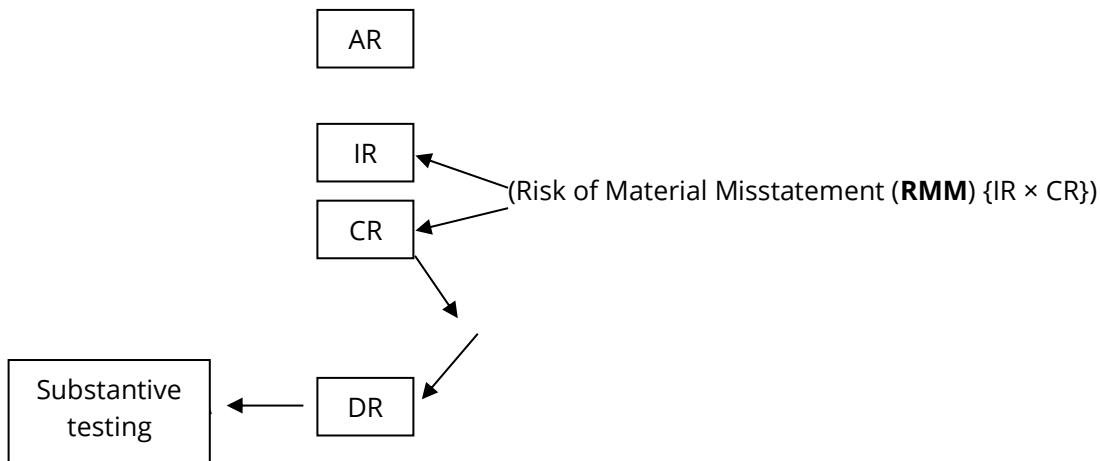 AR
IR
(Risk of Material Misstatement (RMM) {IR × CR})
CR
Substantive
testing
DR